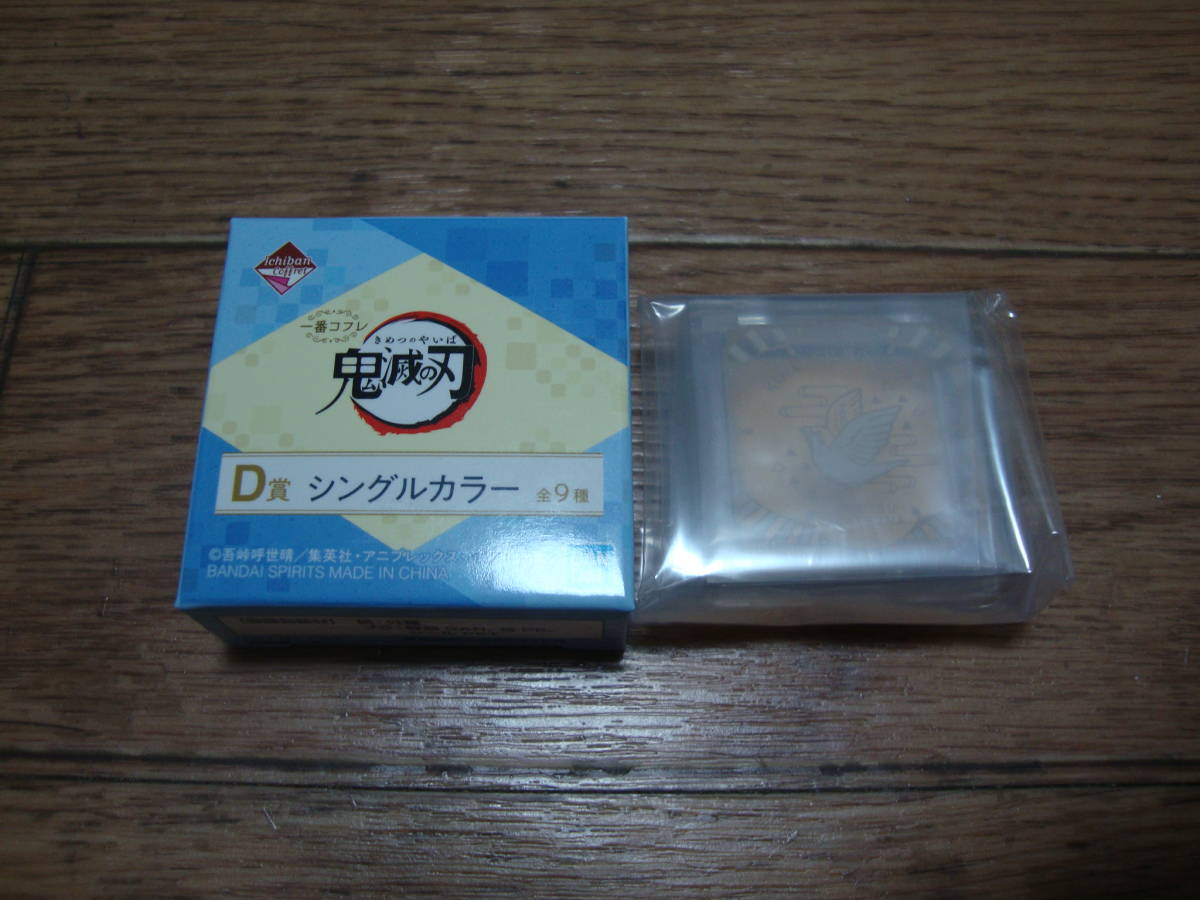 Ichiban
Coffret
一番コフレ
きめつのやいば
鬼滅の刃
D賞 シングルカラー 全9種
©吾峠呼世晴/集英社・アニプレックス
BANDAI SPIRITS MADE IN CHINA